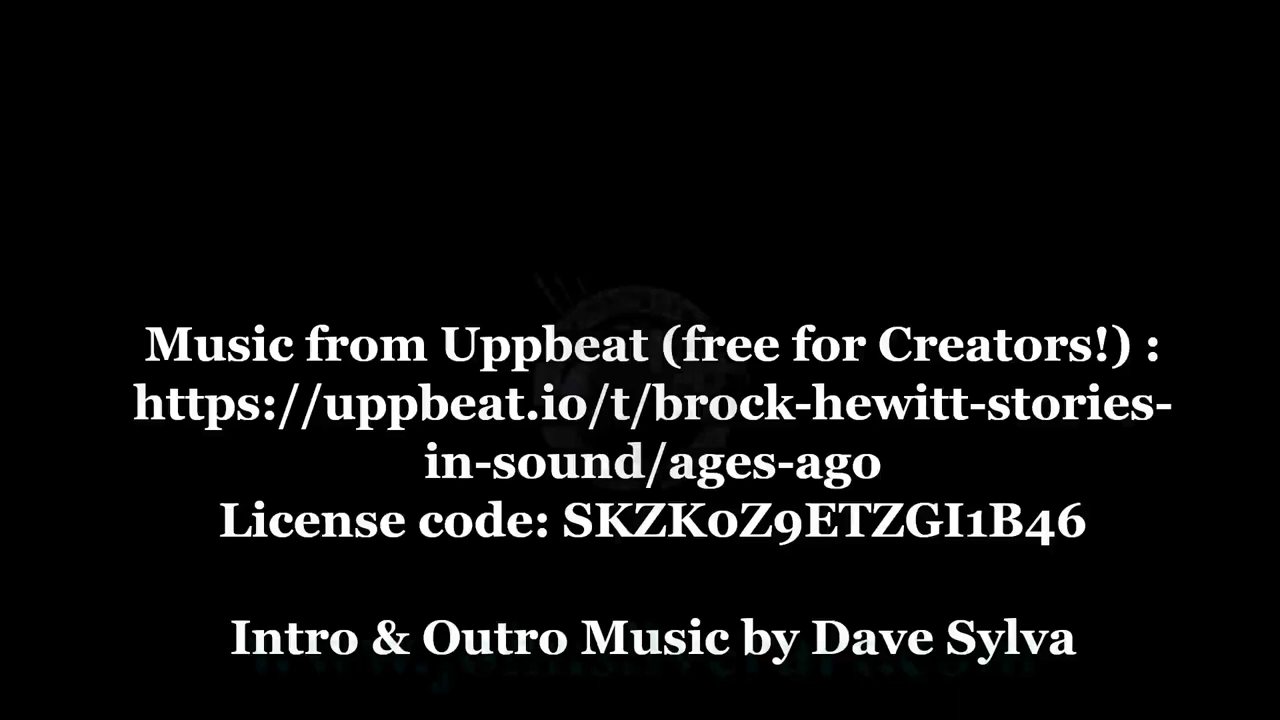 Music from Uppbeat (free for Creators!) :
https://uppbeat.io/t/brock-hewitt-stories-
in-sound/ages-ago
License code: SKZK0Z9ETZGI1B46
Intro & Outro Music by Dave Sylva